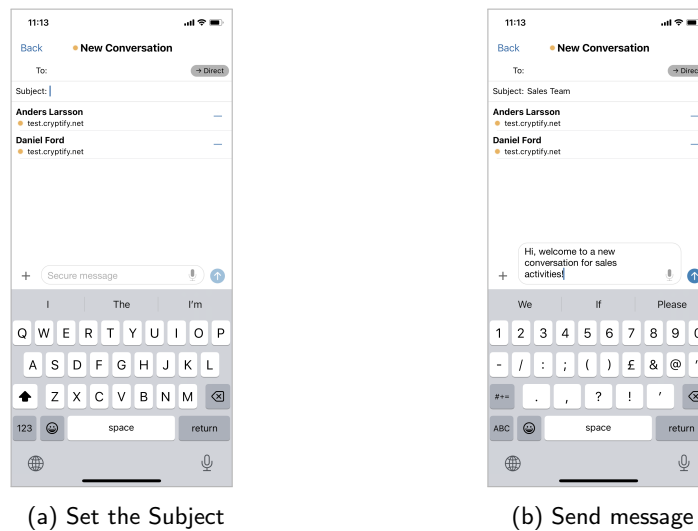 11:13
Back New Conversation
To: → Direct
Subject:
Anders Larsson
test.cryptify.net
Daniel Ford
test.cryptify.net
+ Secure message
I The I'm
Q W E R T Y U I O P
A S D F G H J K L
Z X C V B N M
123 space return
(a) Set the Subject
11:13
Back New Conversation
To: → Direc
Subject: Sales Team
Anders Larsson
test.cryptify.net
Daniel Ford
test.cryptify.net
Hi, welcome to a new
conversation for sales
+ activities!
We If Please
1 2 3 4 5 6 7 8 9 0
- / : ; ( ) £ & @ "
#+= . , ? ! '
ABC space return
(b) Send message